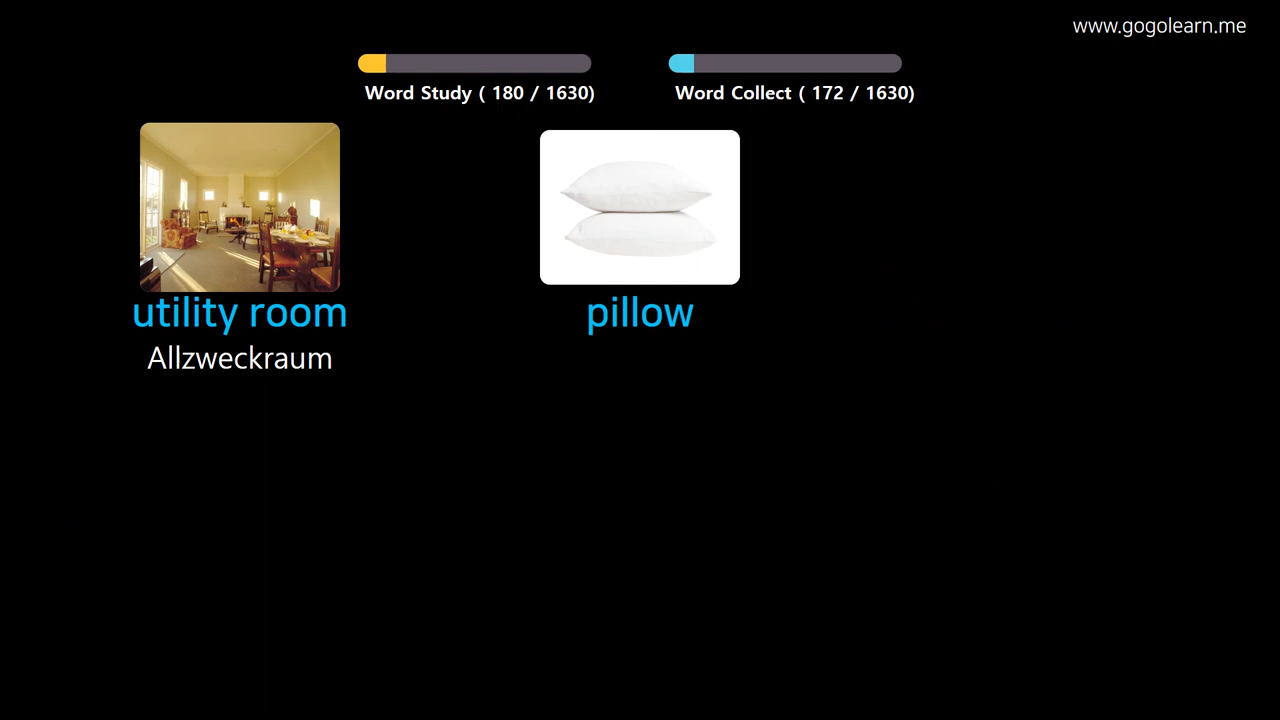 www.gogolearn.me
Word Study ( 180 / 1630)
Word Collect ( 172 / 1630)
utility room
Allzweckraum
pillow